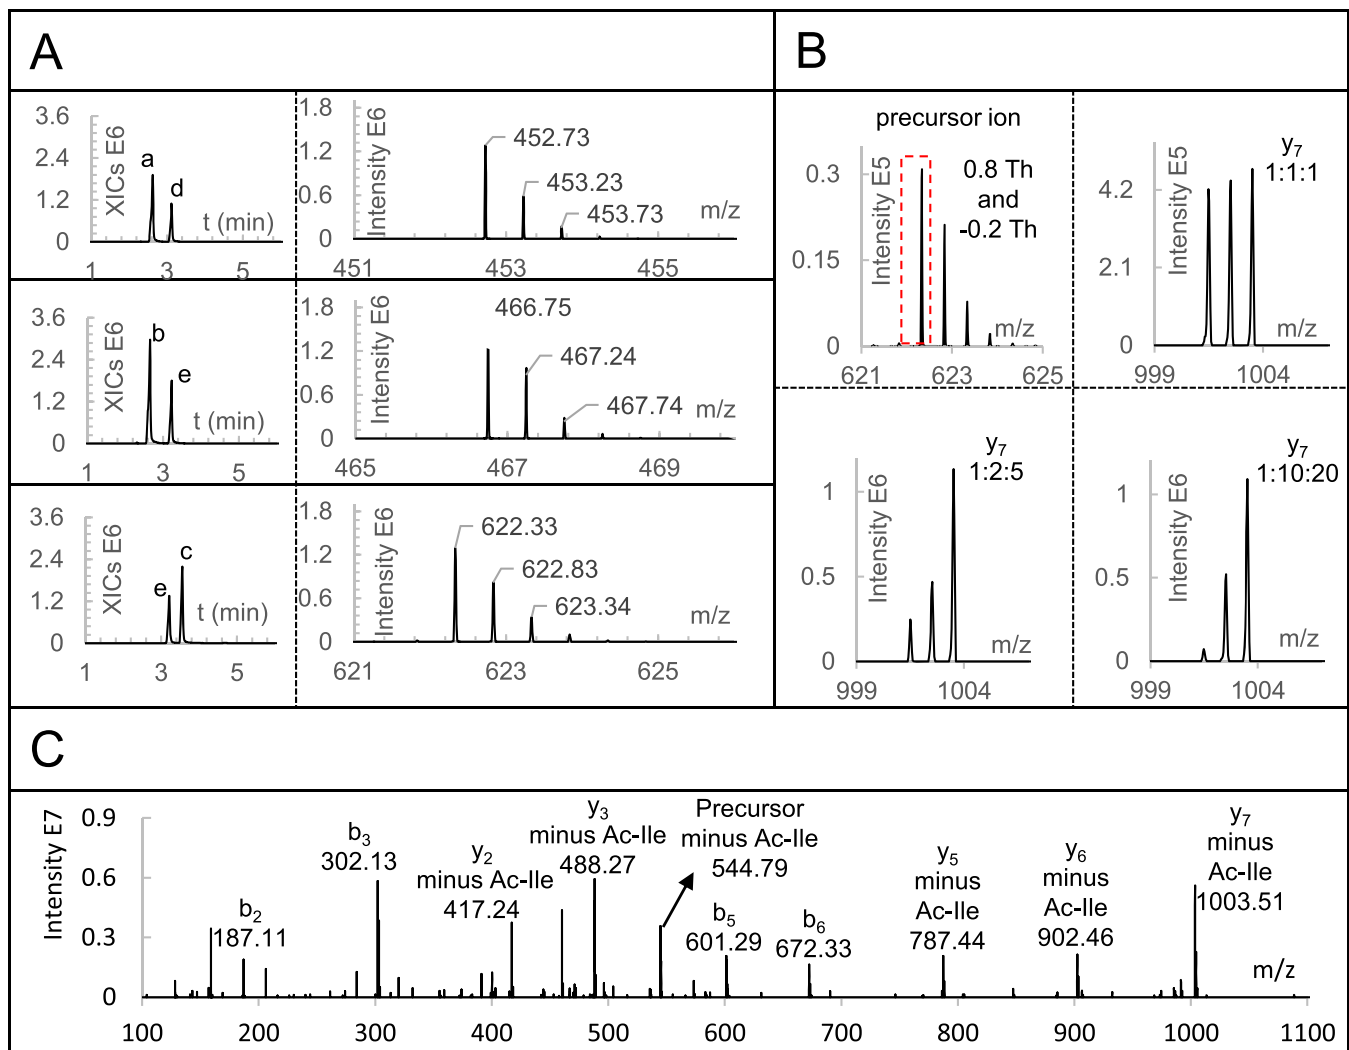 A
B
3.6
2.4
1.2
0
XICs E6
a
d
t (min)
1
3
5
1.8
1.2
0.6
0
Intensity E6
452.73
453.23
453.73
m/z
451
453
455
3.6
2.4
1.2
0
XICs E6
b
e
t (min)
1
3
5
1.8
1.2
0.6
0
Intensity E6
466.75
467.24
467.74
m/z
465
467
469
3.6
2.4
1.2
0
XICs E6
e
c
t (min)
1
3
5
1.8
1.2
0.6
0
Intensity E6
622.33
622.83
623.34
m/z
621
623
625
precursor ion
0.3
0.15
0
Intensity E5
0.8 Th
and
-0.2 Th
m/z
621
623
625
y7
1:1:1
4.2
2.1
0
Intensity E5
m/z
999
1004
y7
1:2:5
1
0.5
0
Intensity E6
m/z
999
1004
y7
1:10:20
1
0.5
0
Intensity E6
m/z
999
1004
C
Intensity E7
0.9
0.6
0.3
0
b2
187.11
b3
302.13
y2
minus Ac-Ile
417.24
y3
minus Ac-Ile
488.27
Precursor
minus Ac-Ile
544.79
b5
601.29
b6
672.33
y5
minus
Ac-Ile
787.44
y6
minus
Ac-Ile
902.46
y7
minus
Ac-Ile
1003.51
m/z
100 200 300 400 500 600 700 800 900 1000 1100